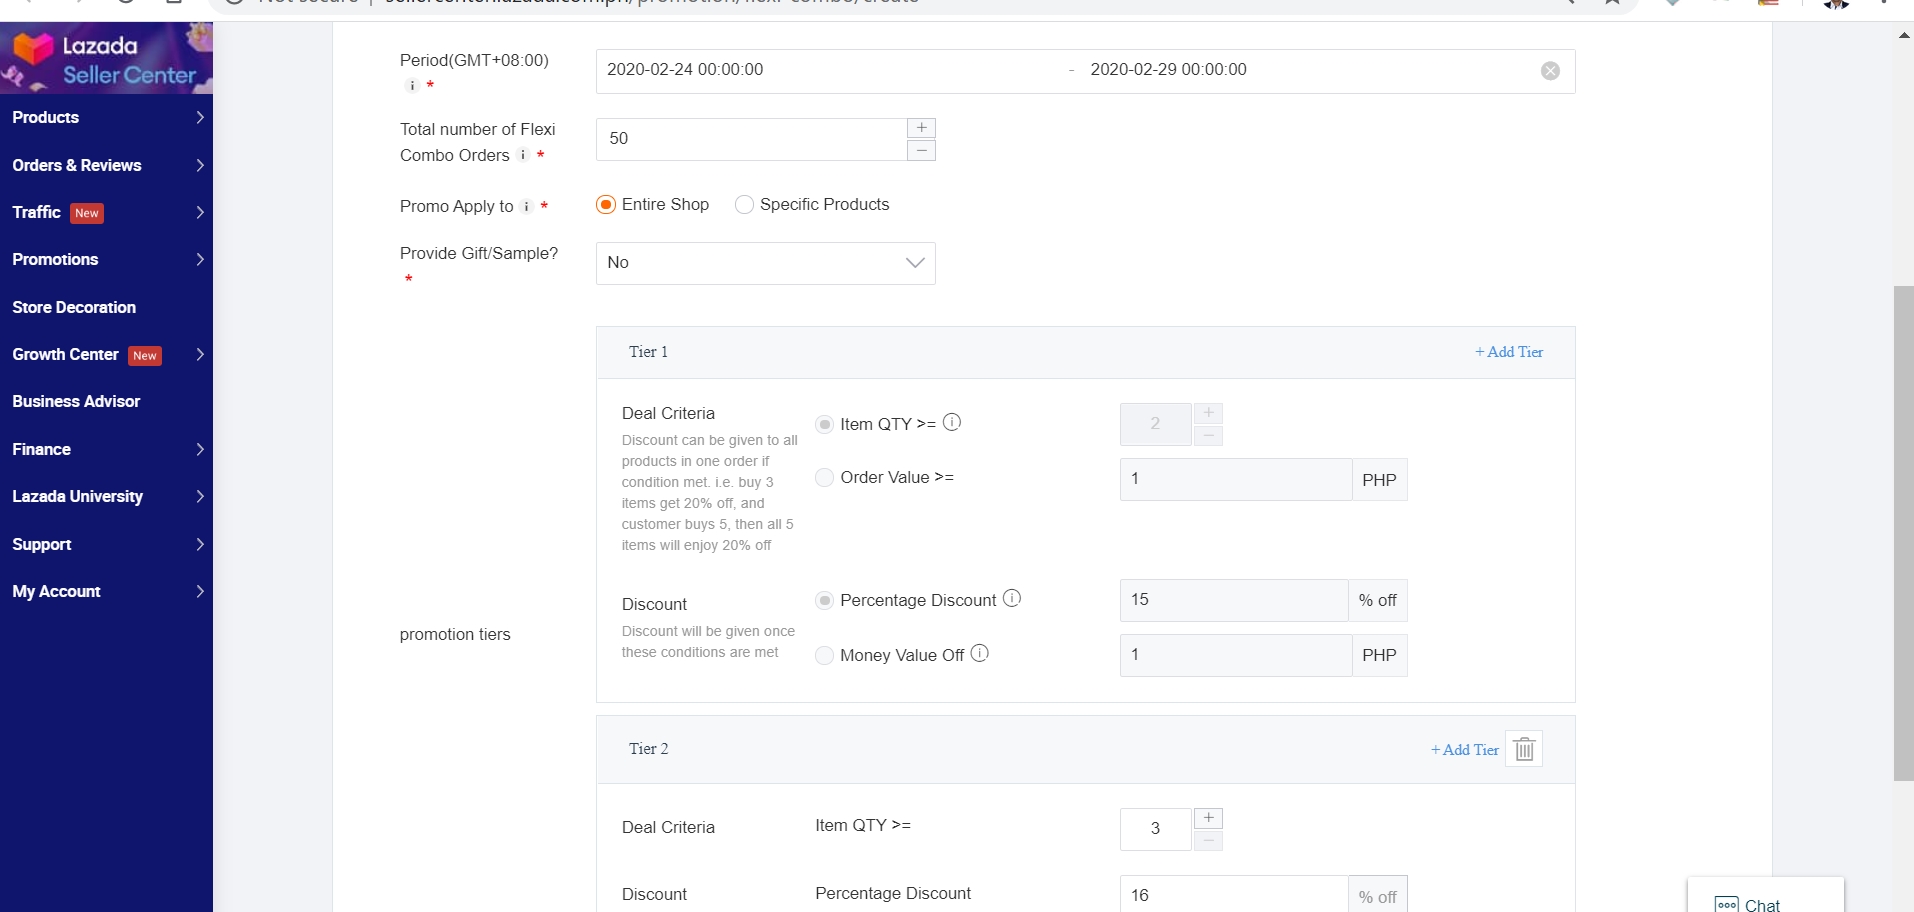 Lazada
Seller Center
Products
Orders & Reviews
Traffic New
Promotions
Store Decoration
Growth Center New
Business Advisor
Finance
Lazada University
Support
My Account
Period(GMT+08:00)
i *
2020-02-24 00:00:00 - 2020-02-29 00:00:00
Total number of Flexi
Combo Orders i *
50
Promo Apply to i *
Entire Shop
Specific Products
Provide Gift/Sample?
*
No
promotion tiers
Tier 1
+ Add Tier
Deal Criteria
Discount can be given to all
products in one order if
condition met. i.e. buy 3
items get 20% off, and
customer buys 5, then all 5
items will enjoy 20% off
Item QTY >= i
2
Order Value >=
1 PHP
Discount
Discount will be given once
these conditions are met
Percentage Discount i
15 % off
Money Value Off i
1 PHP
Tier 2
+ Add Tier
Deal Criteria
Item QTY >=
3
Discount
Percentage Discount
16 % off
Chat